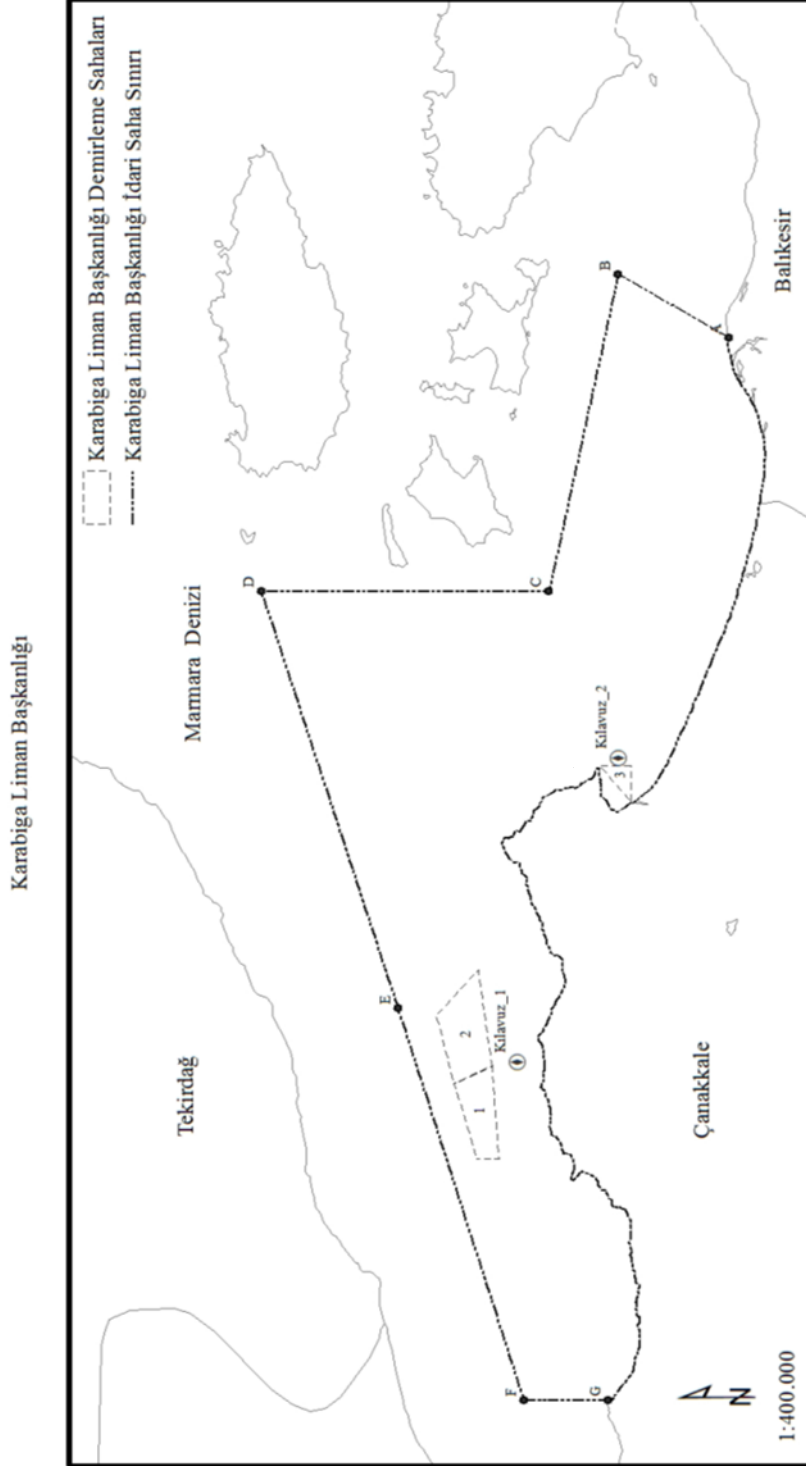 Karabiga Liman Başkanlığı
Karabiga Liman Başkanlığı Demirleme Sahaları
Karabiga Liman Başkanlığı İdari Saha Sınırı
Tekirdağ
Marmara Denizi
D
E
F
G
C
B
A
1
2
Kılavuz_1
Kılavuz_2
3
Çanakkale
Balıkesir
N
1:400.000